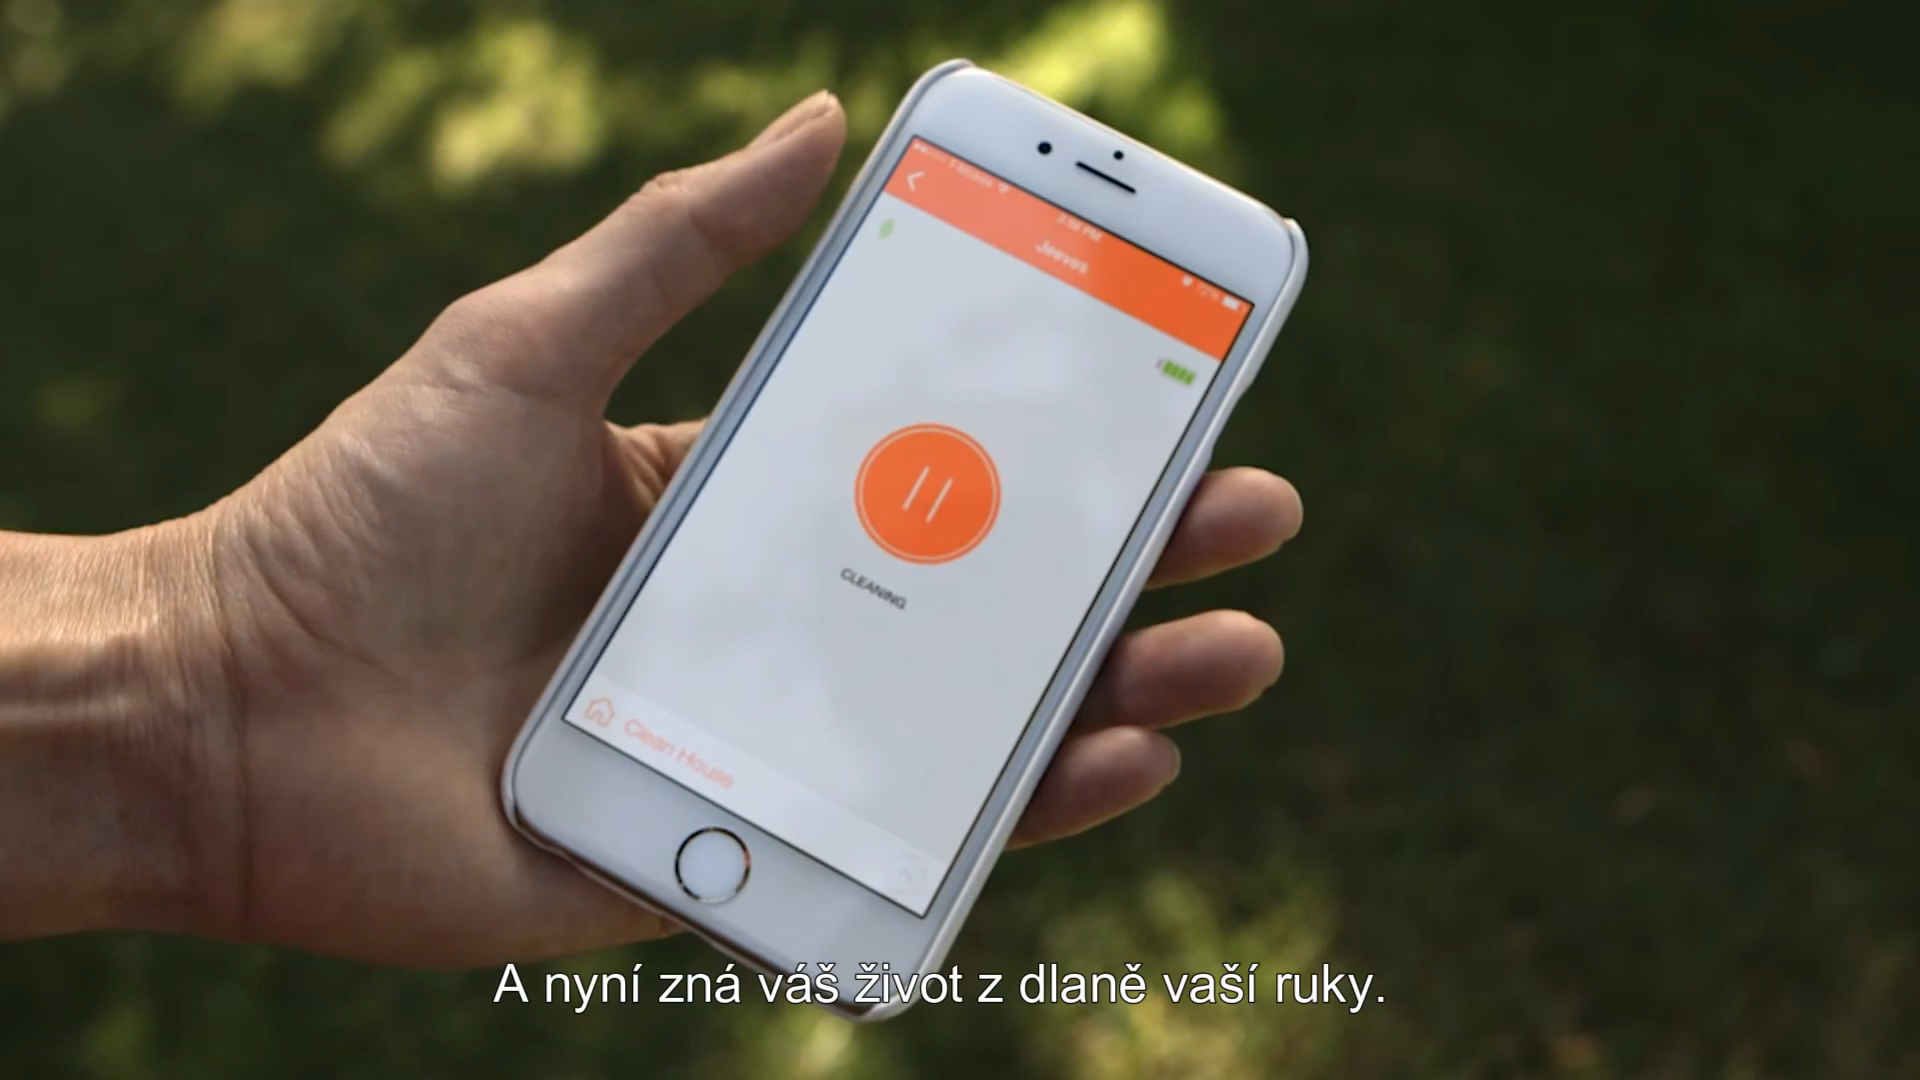 Jeeves
CLEANING
Clean House
A nyní zná váš život z dlaně vaší ruky.